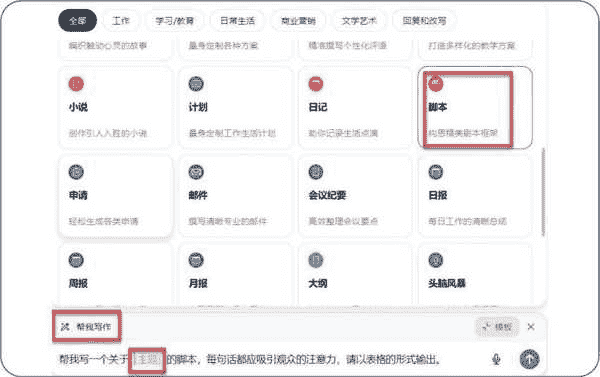 全部 工作 学习/教育 日常生活 商业营销 文学艺术 回复和改写
编织触动心灵的故事 量身定制各种方案 精准撰写个性化评语 打造多样化的教学方案
小说 计划 日记 脚本
创作引人入胜的小说 量身定制工作生活计划 助你记录生活点滴 构思精美剧本框架
申请 邮件 会议纪要 日报
轻松生成各类申请 撰写清晰专业的邮件 高效整理会议要点 每日工作的清晰总结
周报 月报 大纲 头脑风暴
帮我写作 模板
帮我写一个关于 [主题] 的脚本，每句话都应吸引观众的注意力，请以表格的形式输出。